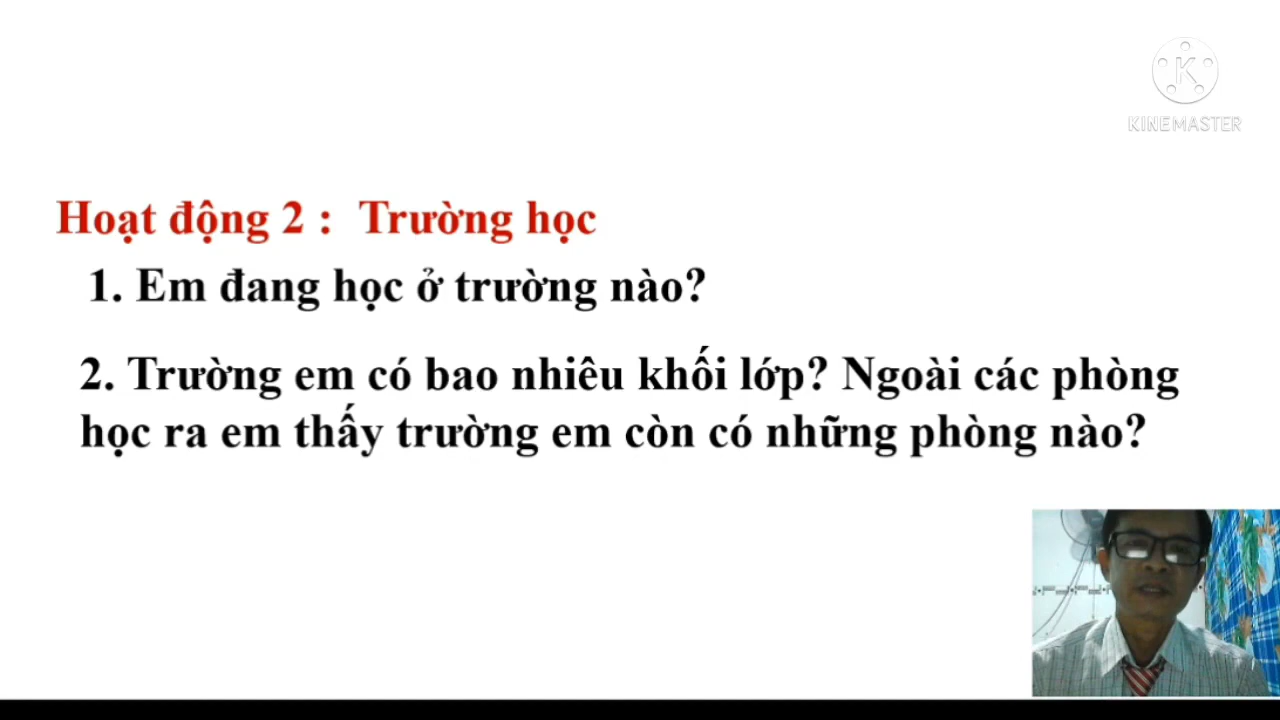 KINEMASTER
Hoạt động 2 : Trường học
1. Em đang học ở trường nào?
2. Trường em có bao nhiêu khối lớp? Ngoài các phòng
học ra em thấy trường em còn có những phòng nào?